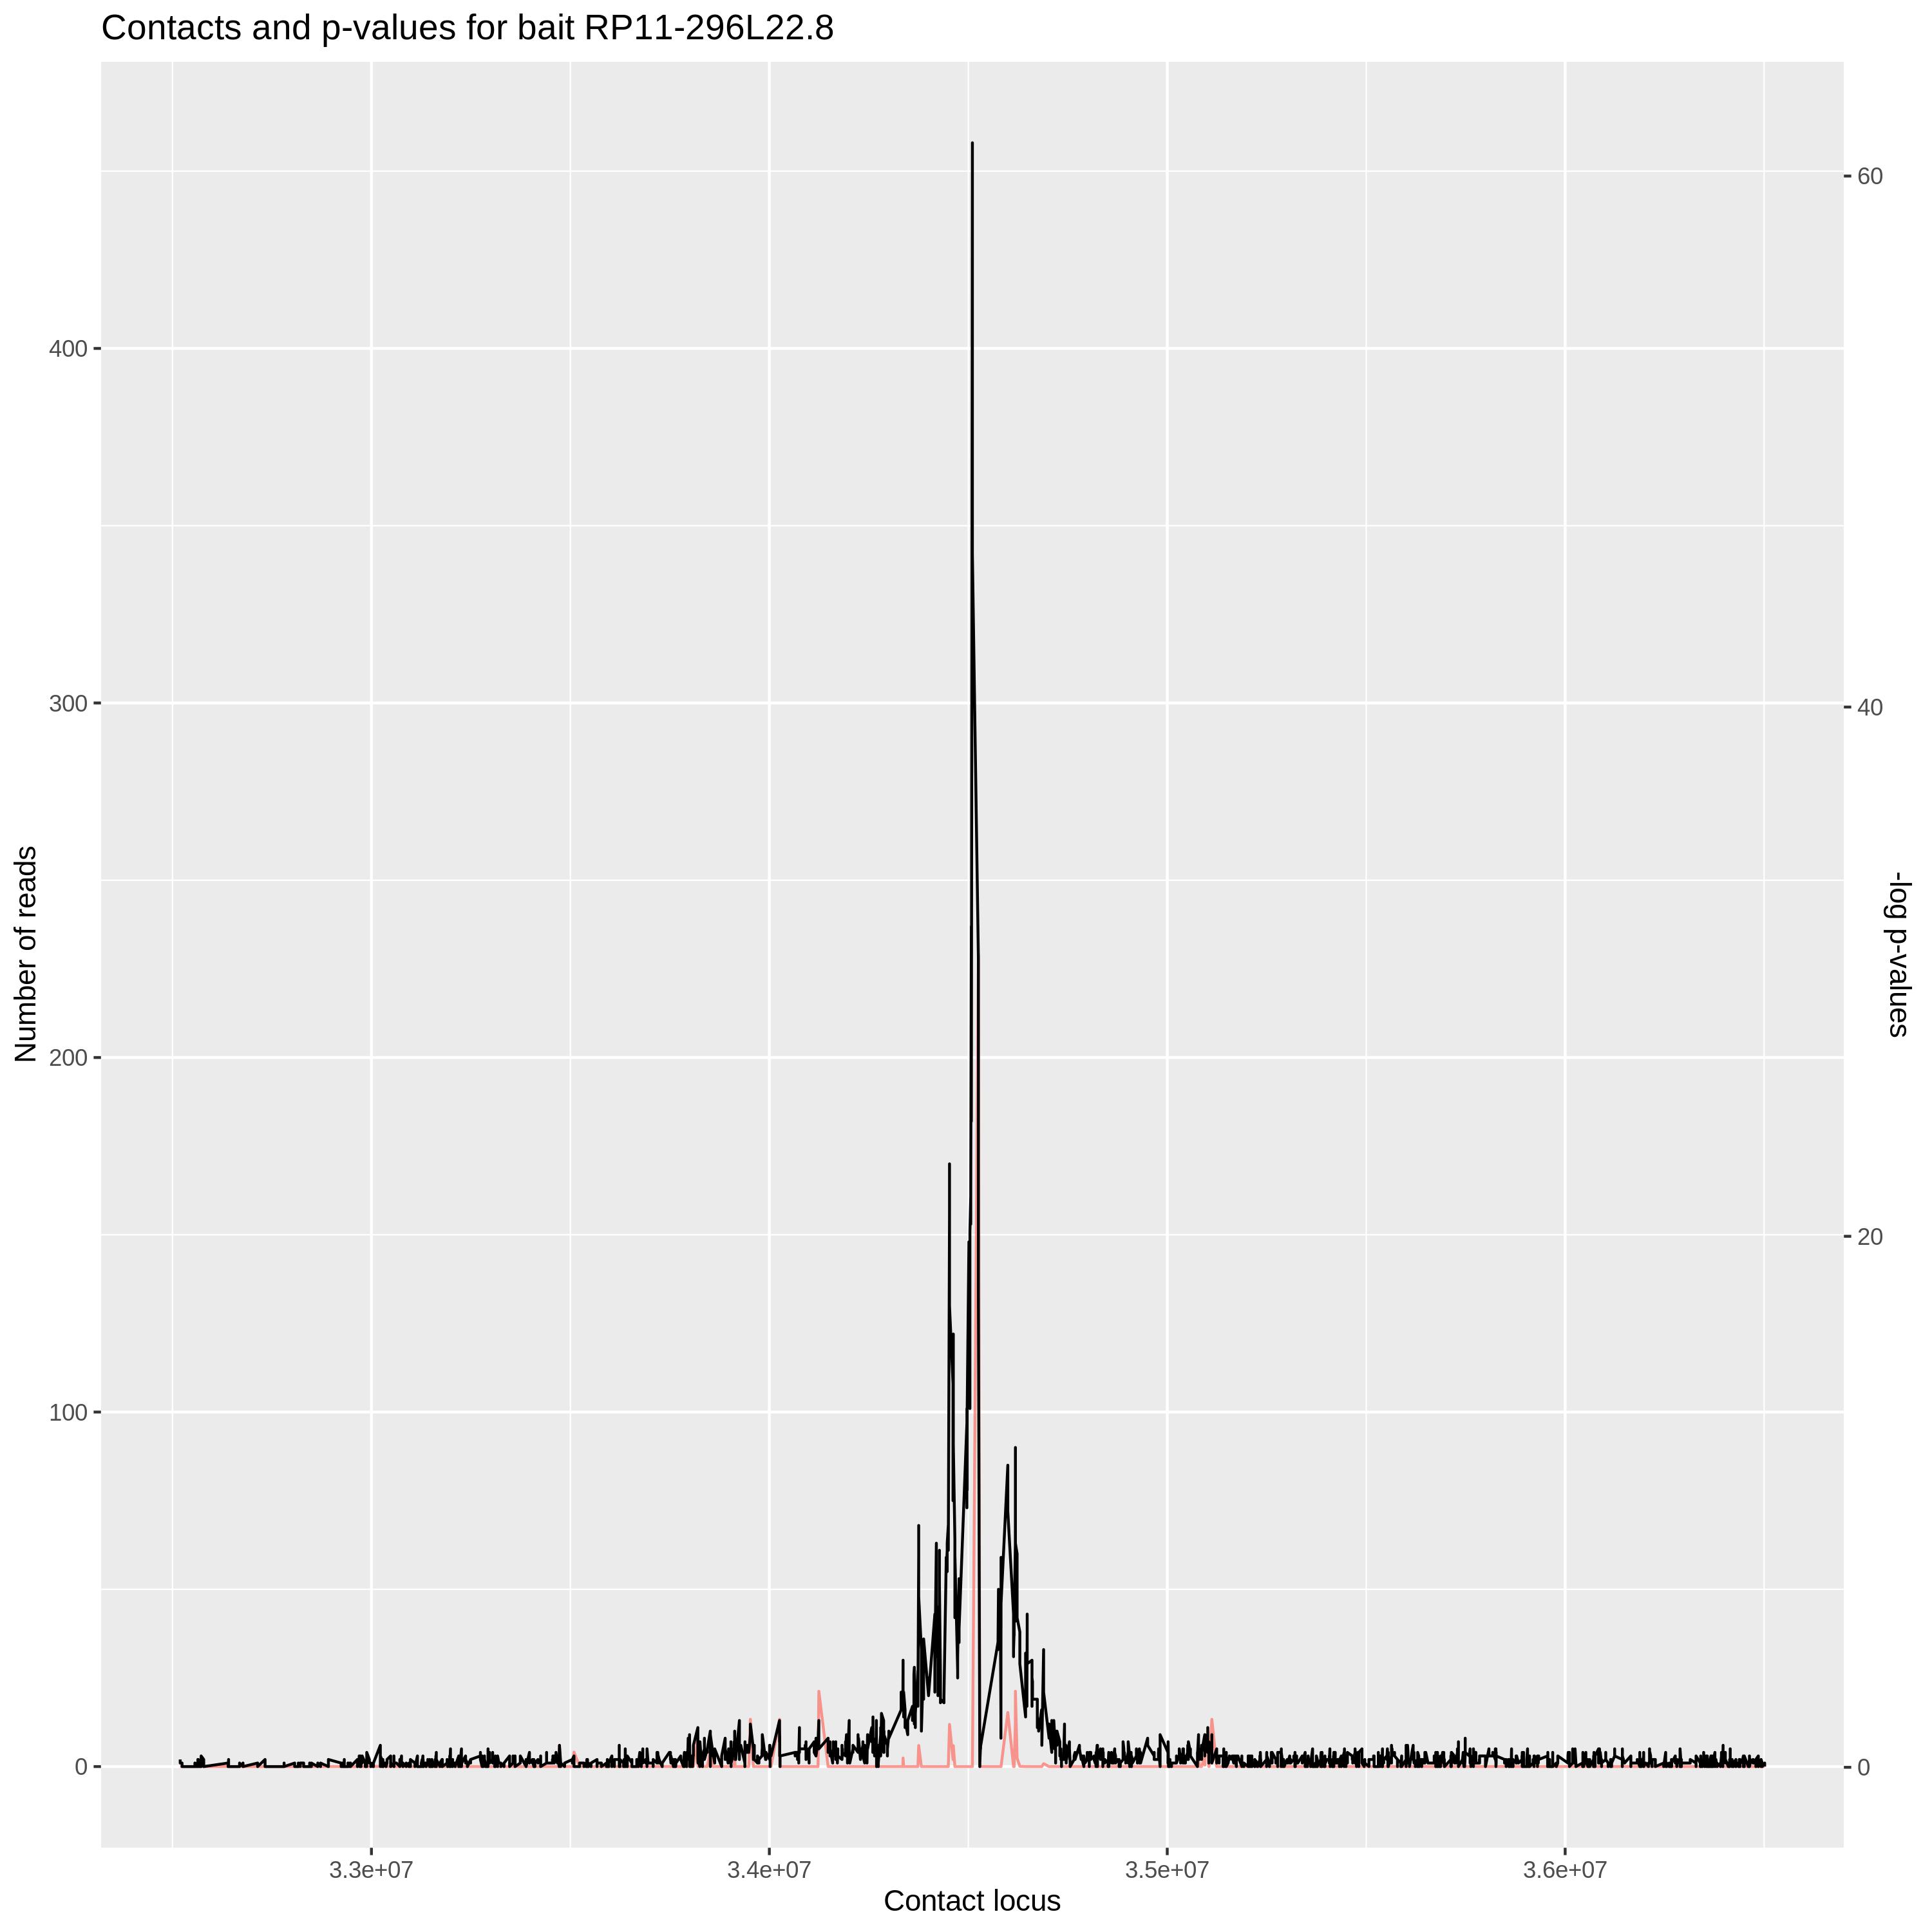 Contacts and p-values for bait RP11-296L22.8
Number of reads
400
300
200
100
0
60
40
20
0
-log p-values
3.3e+07 3.4e+07 3.5e+07 3.6e+07
Contact locus